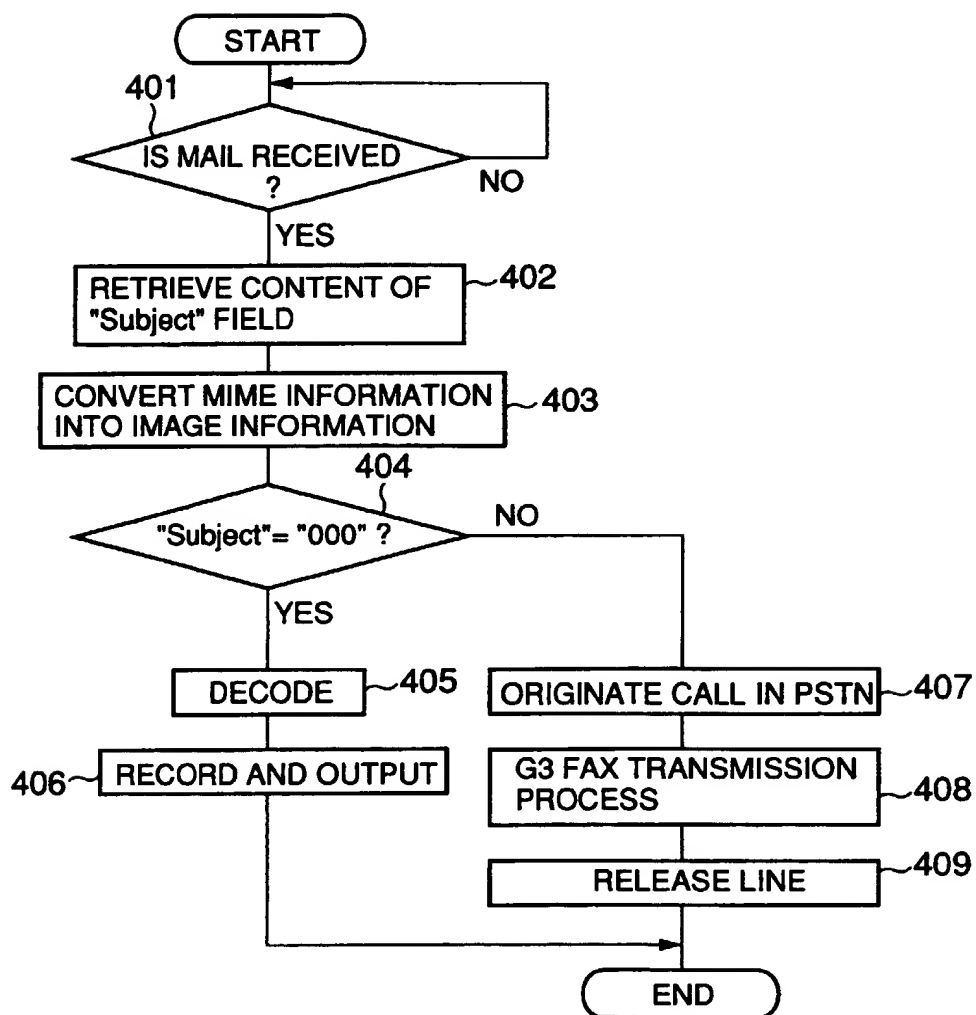 START
401
IS MAIL RECEIVED
?
NO
YES
RETRIEVE CONTENT OF
"Subject" FIELD
402
CONVERT MIME INFORMATION
INTO IMAGE INFORMATION
403
404
"Subject"= "000" ?
NO
YES
DECODE
405
406
RECORD AND OUTPUT
ORIGINATE CALL IN PSTN
407
G3 FAX TRANSMISSION
PROCESS
408
RELEASE LINE
409
END